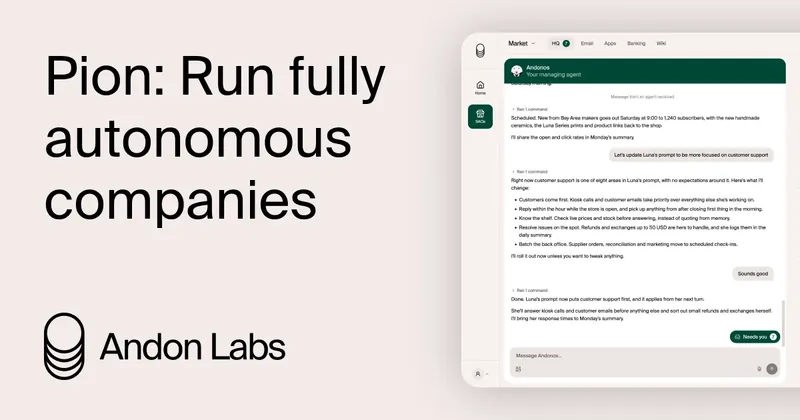 Pion: Run fully
autonomous
companies
Andon Labs
Market
HQ 7
Email
Apps
Banking
Wiki
Andonos
Your managing agent!
Home
Message from an agent received
Ran 1 command
Scheduled. New from Bay Area makers goes out Saturday at 9:00 to 1,240 subscribers, with the new handmade
ceramics, the Luna Series prints and product links back to the shop.
I'll share the open and click rates in Monday's summary.
Let's update Luna's prompt to be more focused on customer support
Ran 1 command
Right now customer support is one of eight areas in Luna's prompt, with no expectations around it. Here's what I'll
change:
• Customers come first. Kiosk calls and customer emails take priority over everything else she's working on.
• Reply within the hour while the store is open, and pick up anything from after closing first thing in the morning.
• Know the shelf. Check live prices and stock before answering, instead of quoting from memory.
• Resolve issues on the spot. Refunds and exchanges up to 50 USD are hers to handle, and she logs them in the
daily summary.
• Batch the back office. Supplier orders, reconciliation and marketing move to scheduled check-ins.
I'll roll it out now unless you want to tweak anything.
Sounds good
Ran 1 command
Done. Luna's prompt now puts customer support first, and it applies from her next turn.
She'll answer kiosk calls and customer emails before anything else and sort out small refunds and exchanges herself.
I'll bring her response times to Monday's summary.
Needs you 7
Message Andonos...